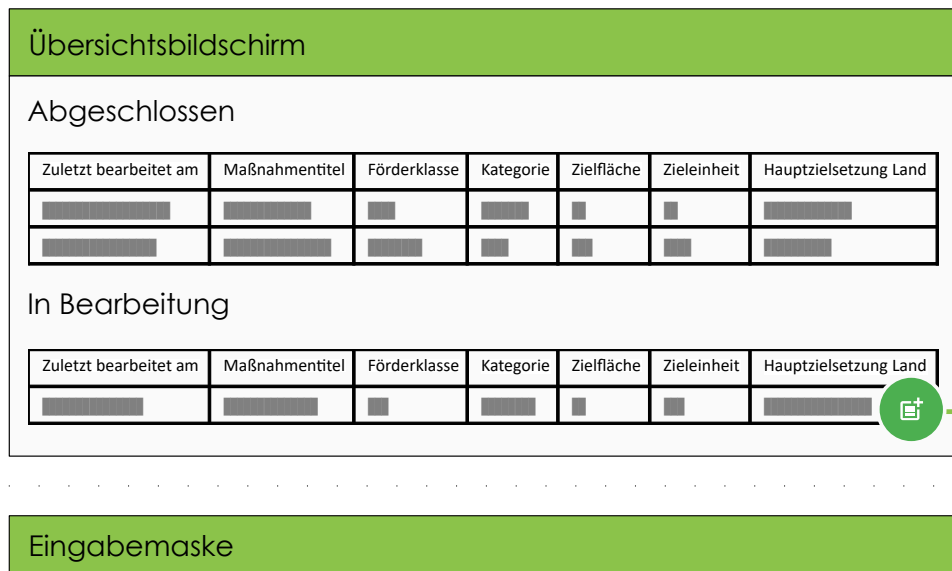 Übersichtsbildschirm
Abgeschlossen
Zuletzt bearbeitet am Maßnahmentitel Förderklasse Kategorie Zielfläche Zieleinheit Hauptzielsetzung Land
In Bearbeitung
Zuletzt bearbeitet am Maßnahmentitel Förderklasse Kategorie Zielfläche Zieleinheit Hauptzielsetzung Land
Eingabemaske